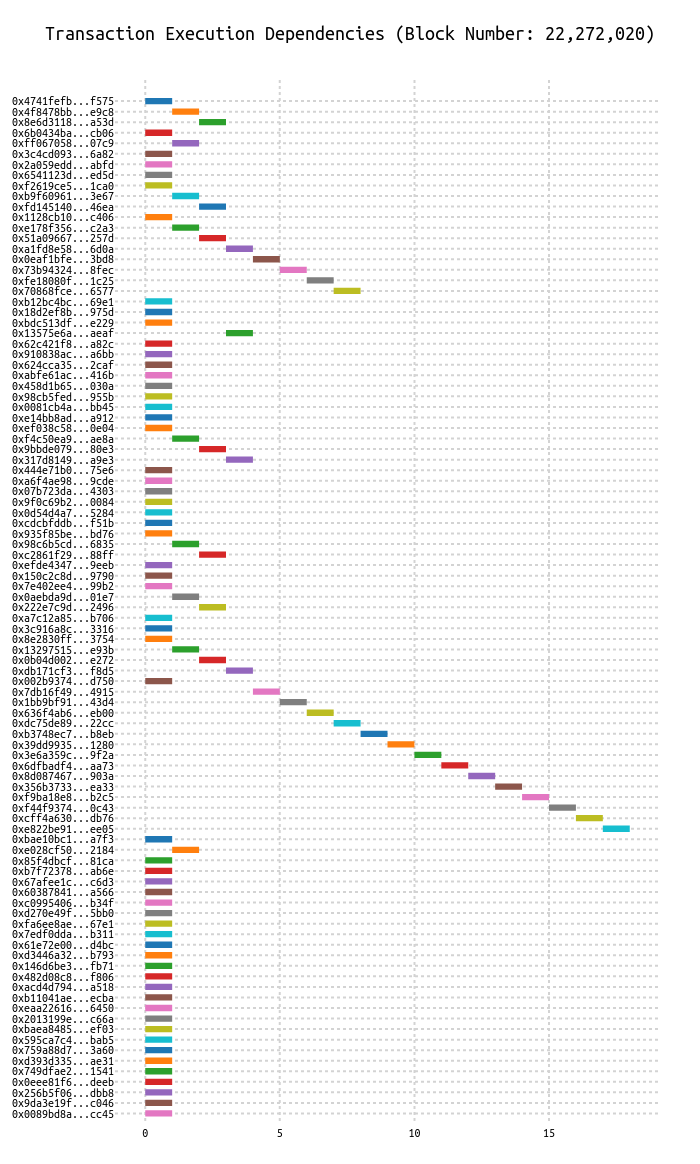 Transaction Execution Dependencies (Block Number: 22,272,020)
0x4741fefb...f575
0x4f8478bb...e9c8
0x8e6d3118...a53d
0x6b0434ba...cb06
0xff067058...07c9
0x3c4cd093...6a82
0x2a059edd...abfd
0x6541123d...ed5d
0xf2619ce5...1ca0
0xb9f60961...3e67
0xfd145140...46ea
0x1128cb10...c406
0xe178f356...c2a3
0x51a09667...257d
0xa1fd8e58...6d0a
0x0eaf1bfe...3bd8
0x73b94324...8fec
0xfe18080f...1c25
0x70868fce...6577
0xb12bc4bc...69e1
0x18d2ef8b...975d
0xbdc513df...e229
0x13575e6a...aeaf
0x62c421f8...a82c
0x910838ac...a6bb
0x624cca35...2caf
0xabfe61ac...416b
0x458d1b65...030a
0x98cb5fed...955b
0x0081cb4a...bb45
0xe14bb8ad...a912
0xef038c58...0e04
0xf4c50ea9...ae8a
0x9bbde079...80e3
0x317d8149...a9e3
0x444e71b0...75e6
0xa6f4ae98...9cde
0x07b723da...4303
0x9f0c69b2...0084
0x0d54d4a7...5284
0xcdcbfddb...f51b
0x935f85be...bd76
0x98c6b5cd...6835
0xc2861f29...88ff
0xefde4347...9eeb
0x150c2c8d...9790
0x7e402ee4...99b2
0x0aebda9d...01e7
0x222e7c9d...2496
0xa7c12a85...b706
0x3c916a8c...3316
0x8e2830ff...3754
0x13297515...e93b
0x0b04d002...e272
0xdb171cf3...f8d5
0x002b9374...d750
0x7db16f49...4915
0x1bb9bf91...43d4
0x636f4ab6...eb00
0xdc75de89...22cc
0xb3748ec7...b8eb
0x39dd9935...1280
0x3e6a359c...9f2a
0x6dfbadf4...aa73
0x8d087467...903a
0x356b3733...ea33
0xf9ba18e8...b2c5
0xf44f9374...0c43
0xcff4a630...db76
0xe822be91...ee05
0xbae10bc1...a7f3
0xe028cf50...2184
0x85f4dbcf...81ca
0xb7f72378...ab6e
0x67afee1c...c6d3
0x60387841...a566
0xc0995406...b34f
0xd270e49f...5bb0
0xfa6ee8ae...67e1
0x7edf0dda...b311
0x61e72e00...d4bc
0xd3446a32...b793
0x146d6be3...fb71
0x482d08c8...f806
0xacd4d794...a518
0xb11041ae...ecba
0xeaa22616...6450
0x2013199e...c66a
0xbaea8485...ef03
0x595ca7c4...bab5
0x759a88d7...3a60
0xd393d335...ae31
0x749dfae2...1541
0x0eee81f6...deeb
0x256b5f06...dbb8
0x9da3e19f...c046
0x0089bd8a...cc45
0 5 10 15